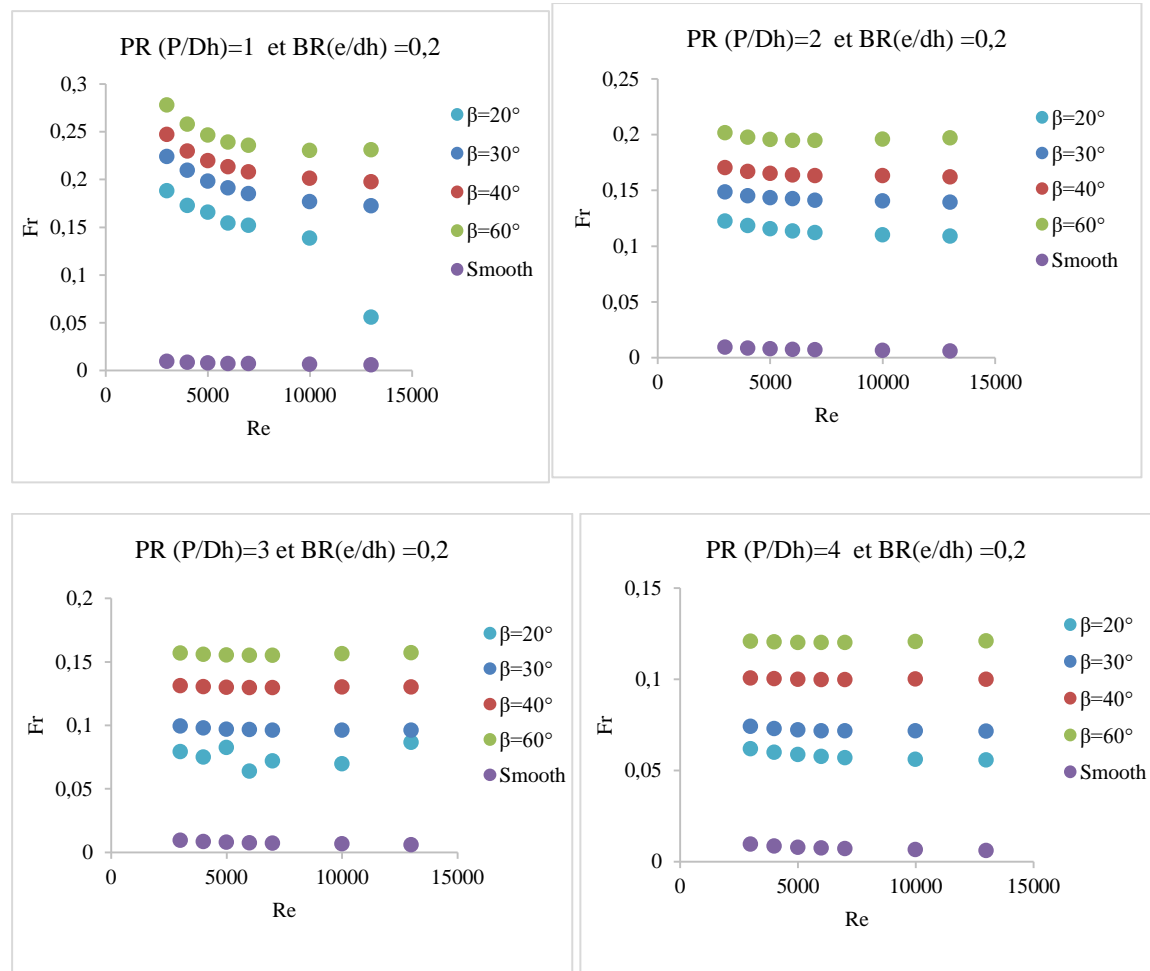 PR (P/Dh)=1 et BR(e/dh) =0,2
0,3
0,25
0,2
0,15
0,1
0,05
0
Fr
0
5000
10000
15000
Re
β=20°
β=30°
β=40°
β=60°
Smooth
PR (P/Dh)=2 et BR(e/dh) =0,2
0,25
0,2
0,15
0,1
0,05
0
Fr
0
5000
10000
15000
Re
β=20°
β=30°
β=40°
β=60°
Smooth
PR (P/Dh)=3 et BR(e/dh) =0,2
0,2
0,15
0,1
0,05
0
Fr
0
5000
10000
15000
Re
β=20°
β=30°
β=40°
β=60°
Smooth
PR (P/Dh)=4 et BR(e/dh) =0,2
0,15
0,1
0,05
0
Fr
0
5000
10000
15000
Re
β=20°
β=30°
β=40°
β=60°
Smooth